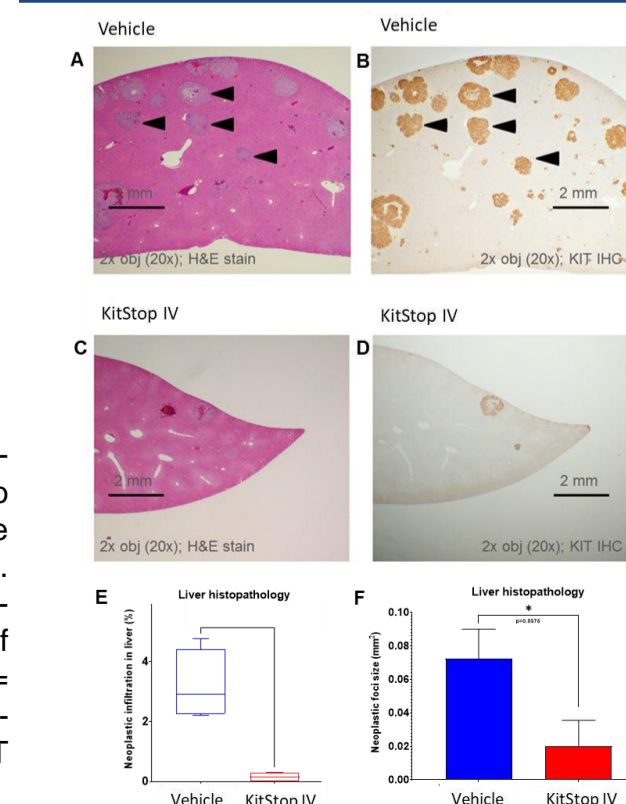 Vehicle
Vehicle
A
B
2 mm
2 mm
2x obj (20x); H&E stain
2x obj (20x); KIT IHC
KitStop IV
KitStop IV
C
D
2 mm
2 mm
2x obj (20x); H&E stain
2x obj (20x); KIT IHC
E
Liver histopathology
Neoplastic infiltration in liver (%)
4
2
0
Vehicle
KitStop IV
F
Liver histopathology
*
Neoplastic foci size (mm²)
0.10
0.08
0.06
0.04
0.02
0.00
Vehicle
KitStop IV